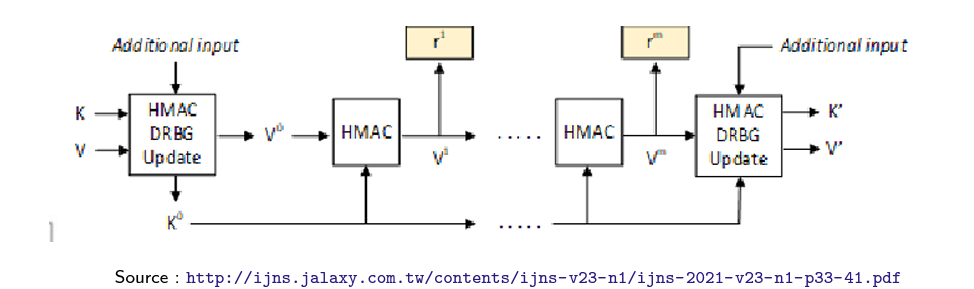 Additional input
r¹
rᵐ
Additional input
K
V
HMAC
DRBG
Update
V⁰
HMAC
V¹
.....
HMAC
Vᵐ
HMAC
DRBG
Update
K'
V'
K⁰
.....
Source : http://ijns.jalaxy.com.tw/contents/ijns-v23-n1/ijns-2021-v23-n1-p33-41.pdf